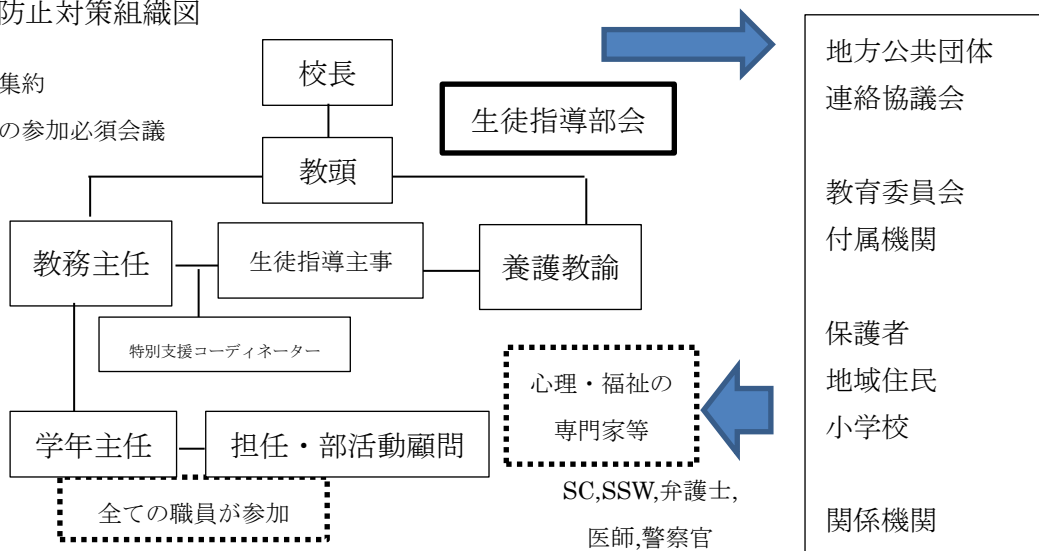 防止対策組織図
集約
の参加必須会議
校長
生徒指導部会
教頭
教務主任
生徒指導主事
養護教諭
特別支援コーディネーター
学年主任
担任・部活動顧問
全ての職員が参加
心理・福祉の
専門家等
SC,SSW,弁護士,
医師,警察官
地方公共団体
連絡協議会
教育委員会
付属機関
保護者
地域住民
小学校
関係機関